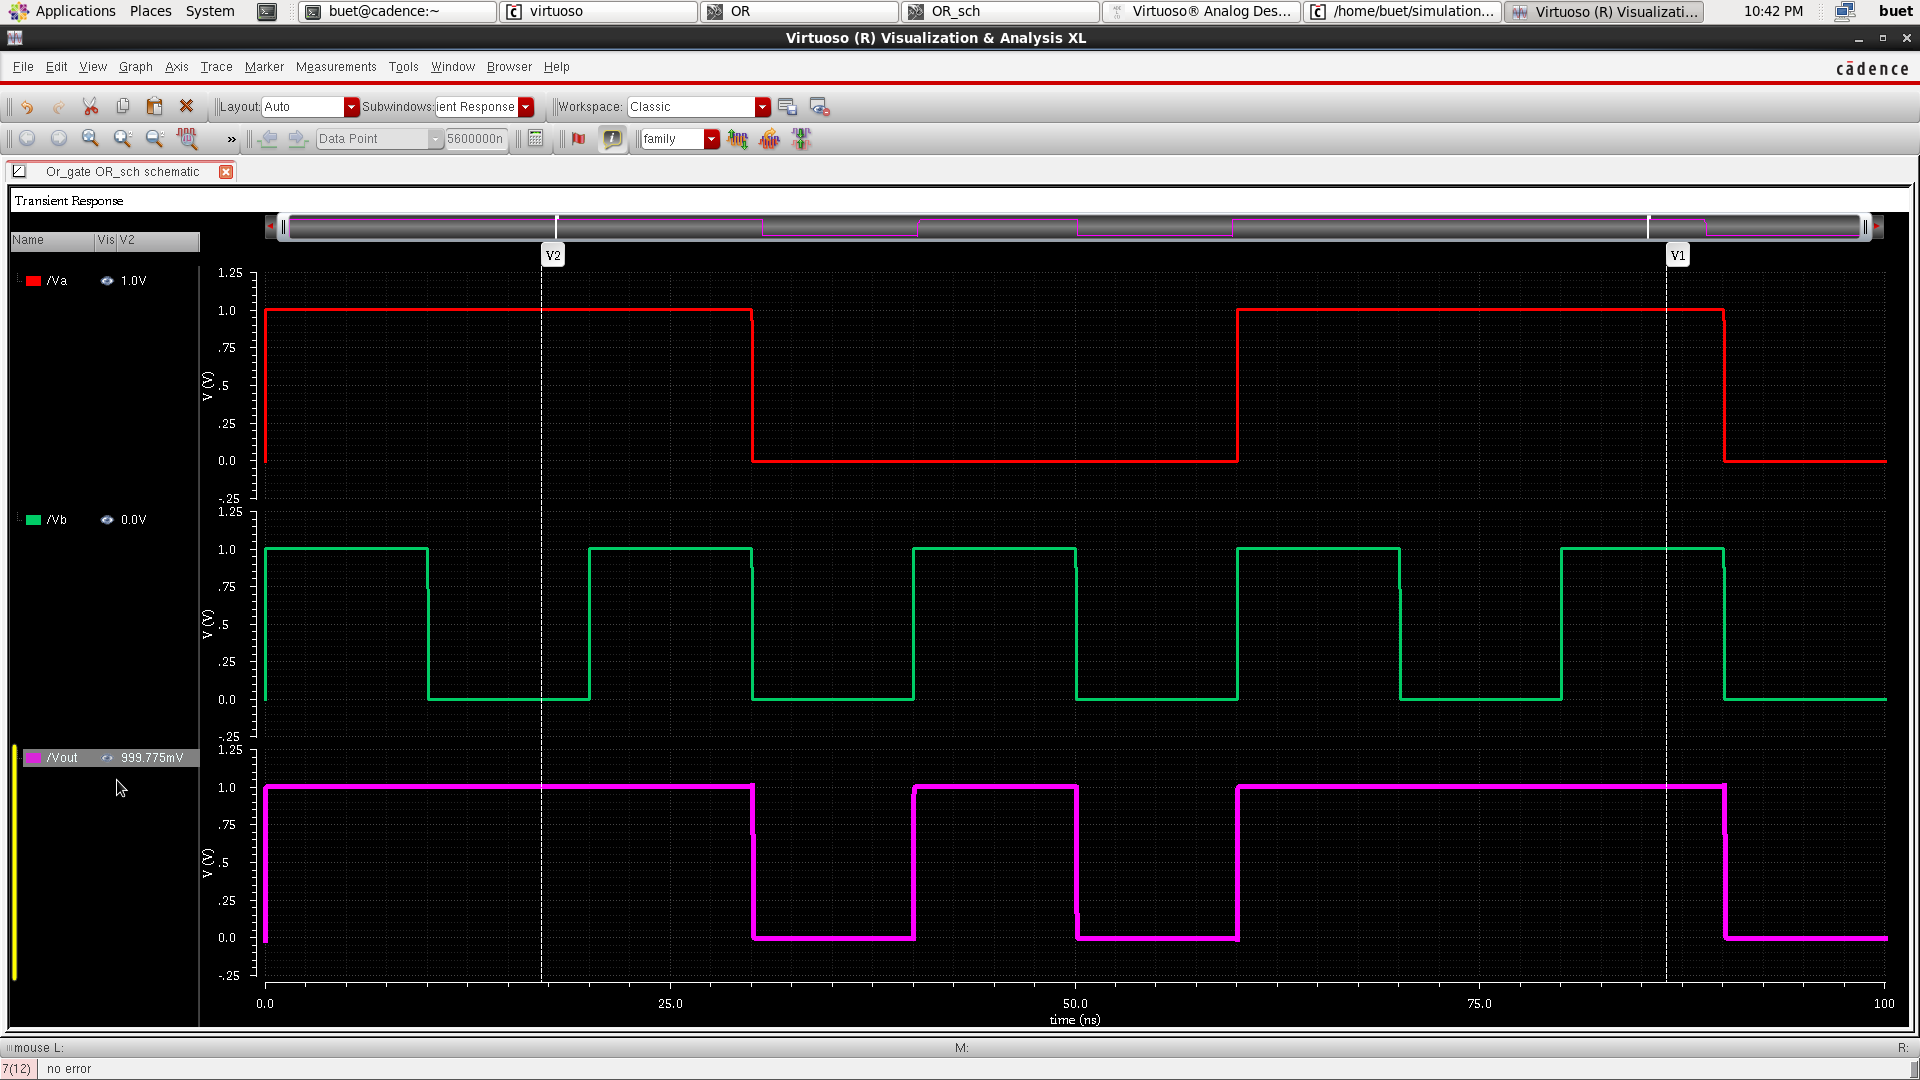 Applications Places System buet@cadence:~ virtuoso OR OR_sch Virtuoso® Analog Des... /home/buet/simulation... Virtuoso (R) Visualizati... 10:42 PM buet
Virtuoso (R) Visualization & Analysis XL
File Edit View Graph Axis Trace Marker Measurements Tools Window Browser Help cādence
Layout: Auto Subwindows: ient Response Workspace: Classic
» Data Point 5600000n family
Or_gate OR_sch schematic
Transient Response
Name Vis V2
V2 V1
/Va 1.0V
1.25
1.0
.75
.5
.25
0.0
-.25
V (V)
/Vb 0.0V
1.25
1.0
.75
.5
.25
0.0
-.25
V (V)
/Vout 999.775mV
1.25
1.0
.75
.5
.25
0.0
-.25
V (V)
0.0 25.0 50.0 75.0 100
time (ns)
mouse L: M: R:
7(12) no error